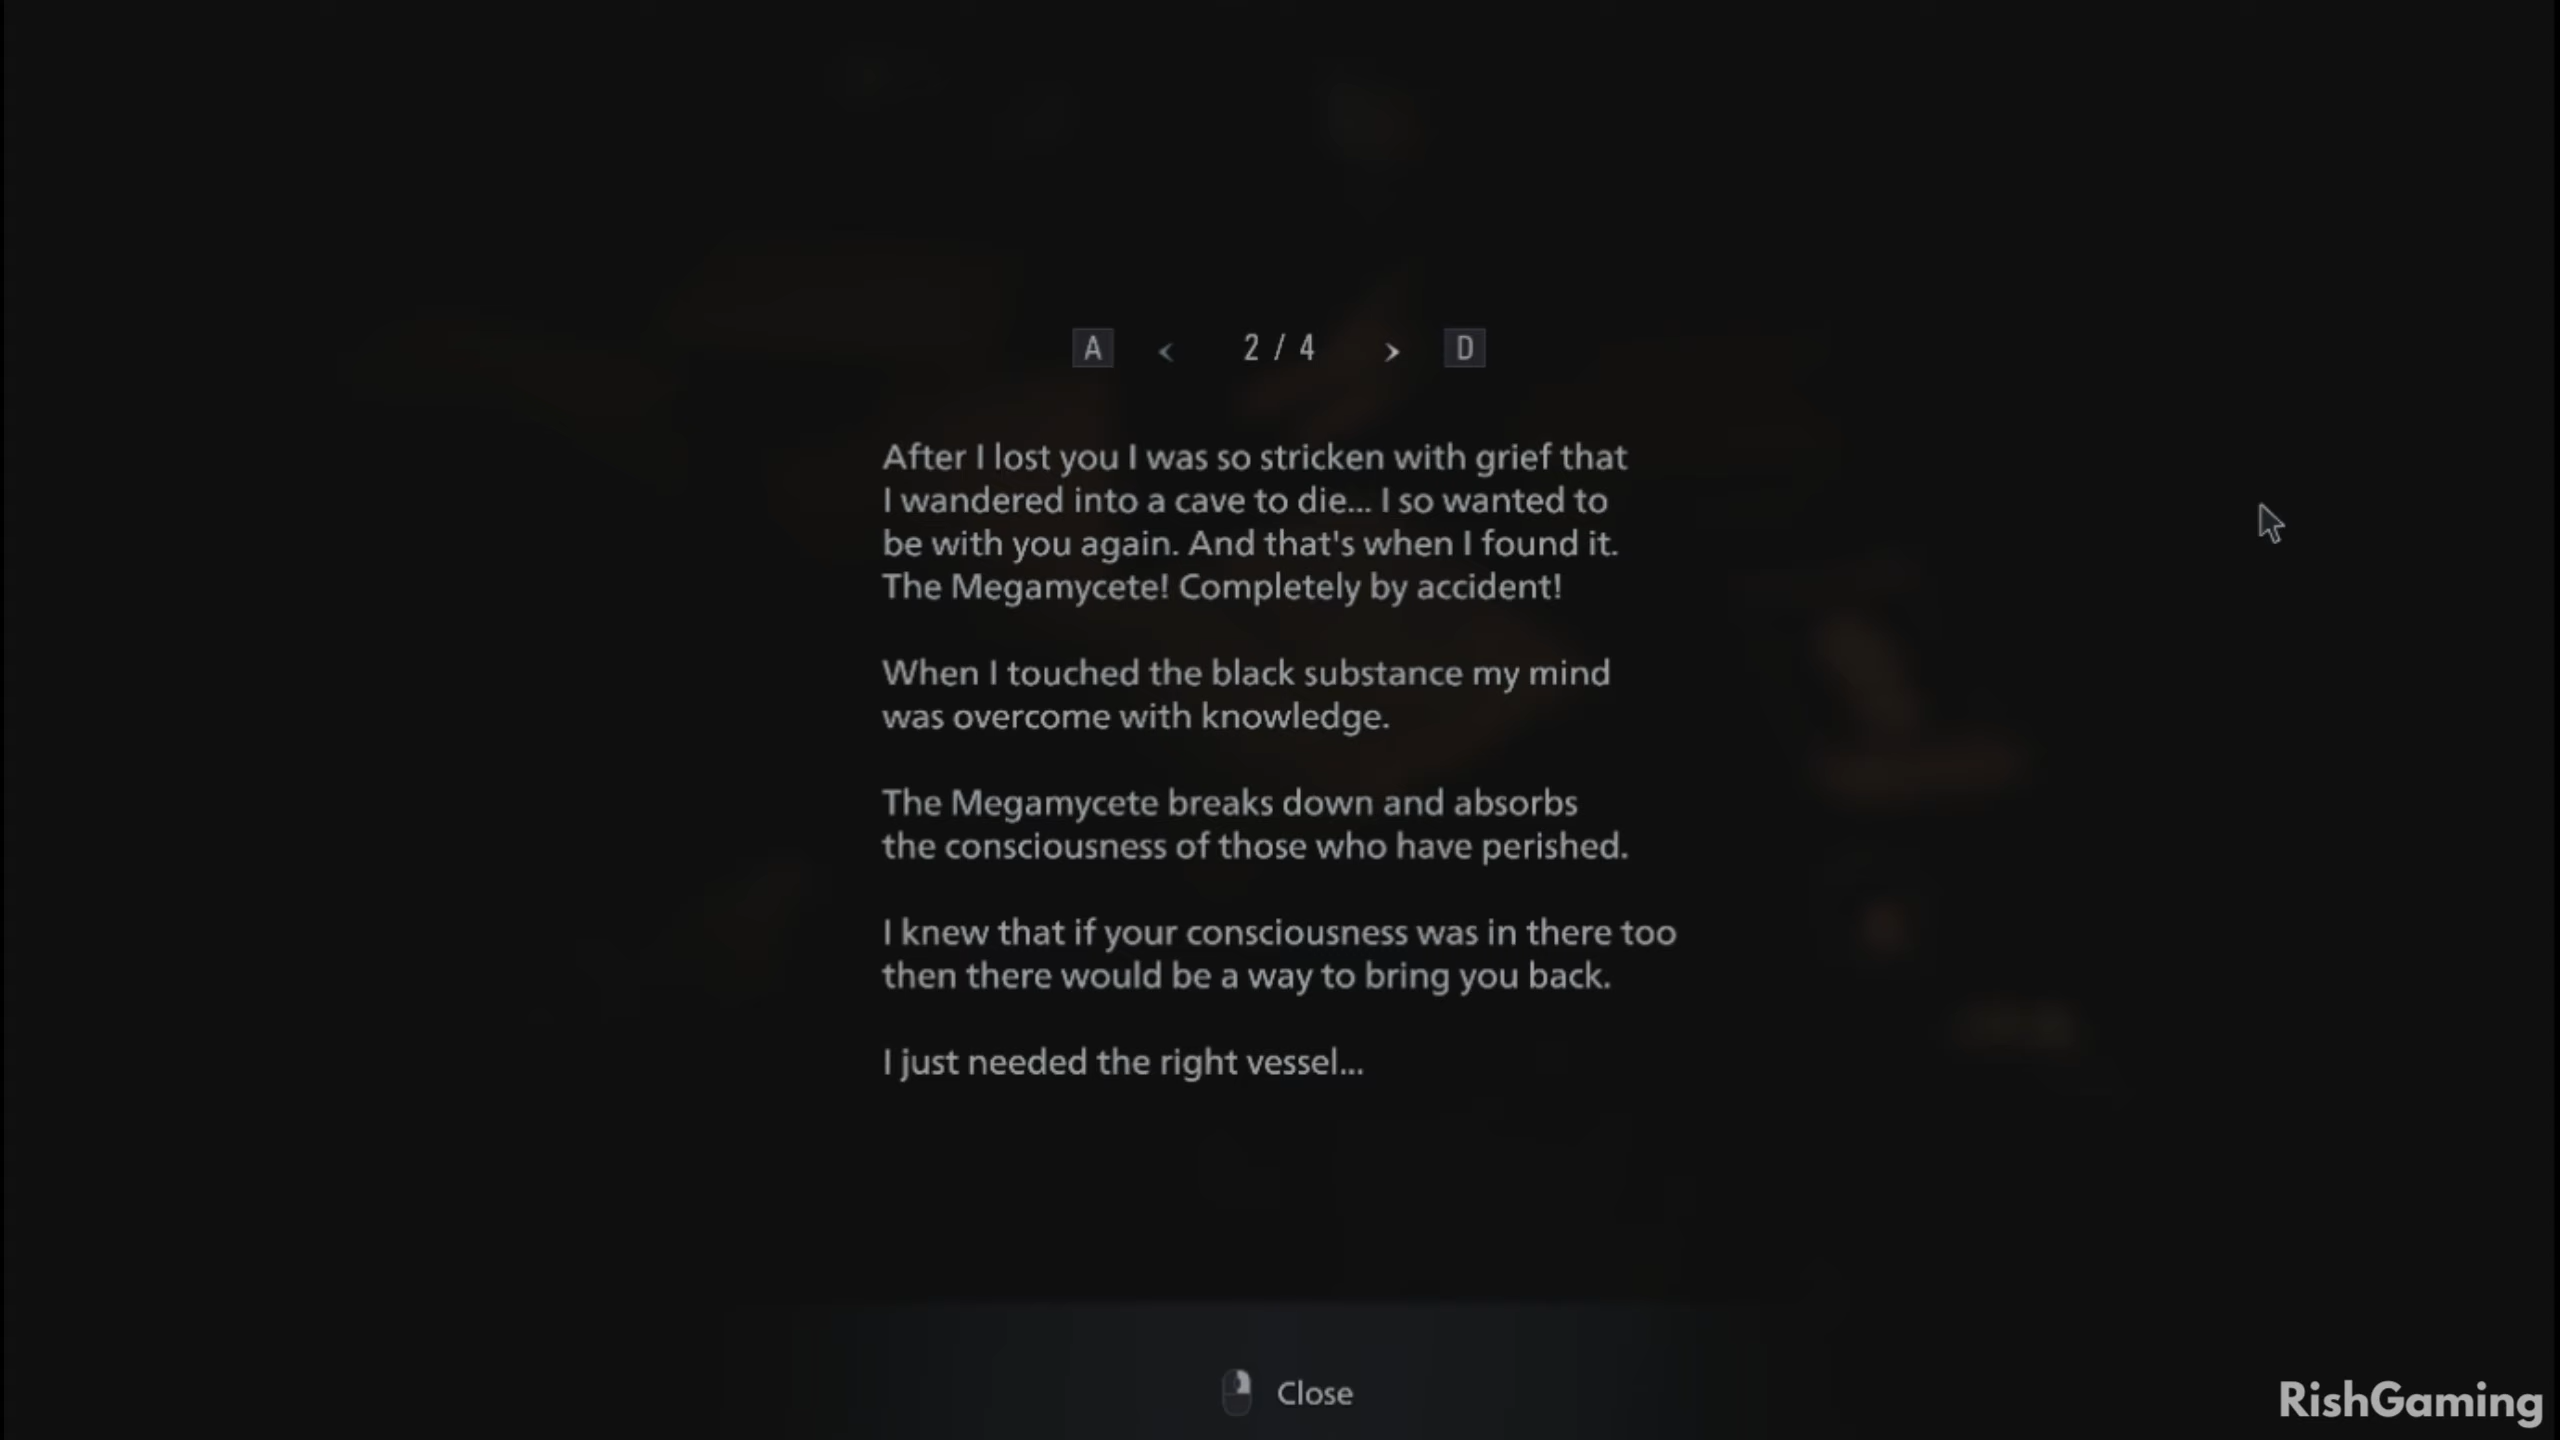 A < 2 / 4 > D
After I lost you I was so stricken with grief that
I wandered into a cave to die... I so wanted to
be with you again. And that's when I found it.
The Megamycete! Completely by accident!
When I touched the black substance my mind
was overcome with knowledge.
The Megamycete breaks down and absorbs
the consciousness of those who have perished.
I knew that if your consciousness was in there too
then there would be a way to bring you back.
I just needed the right vessel...
Close
RishGaming